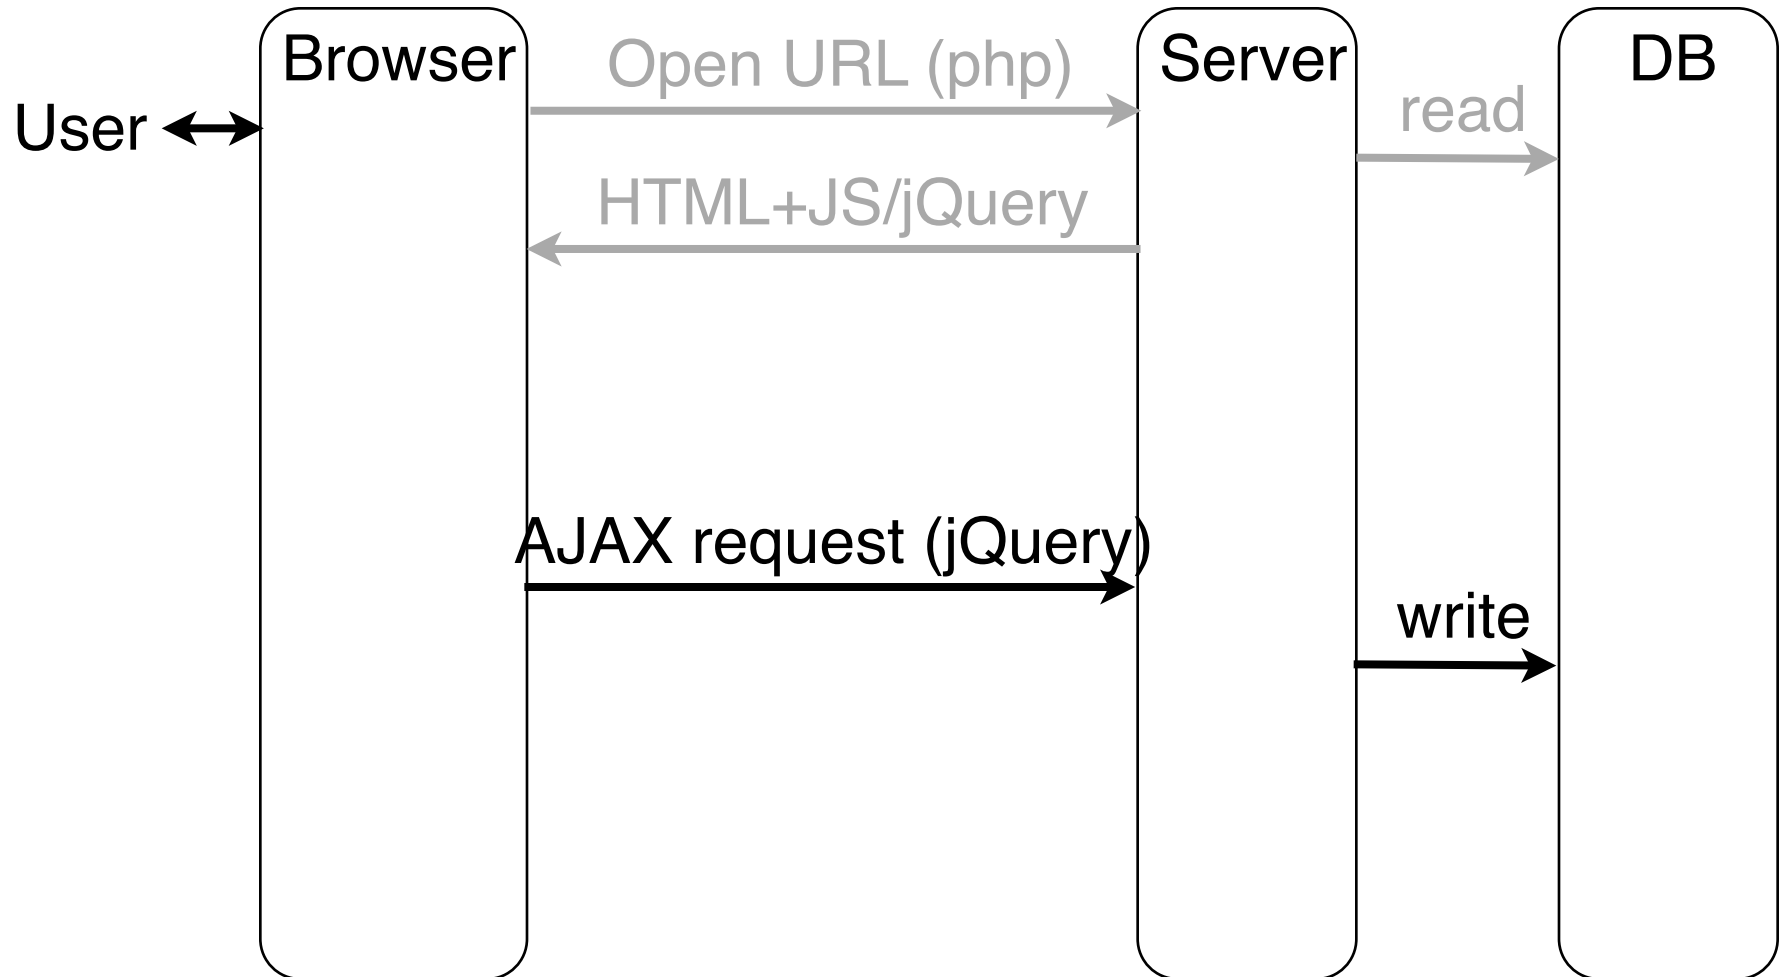 Browser
Open URL (php)
Server
DB
User
read
HTML+JS/jQuery
AJAX request (jQuery)
write